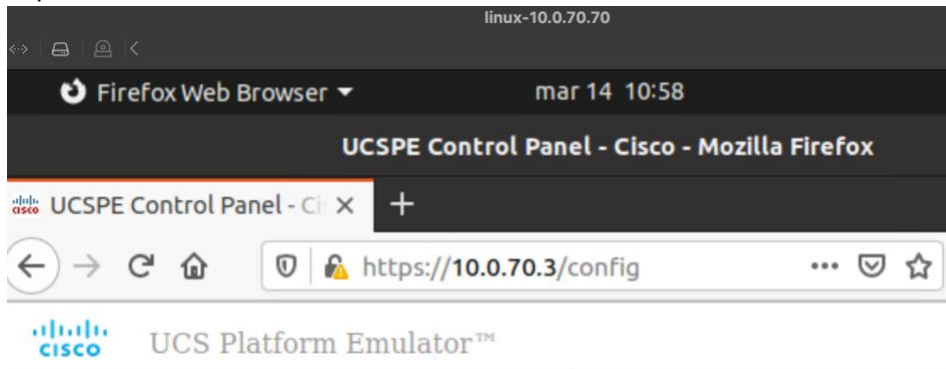 linux-10.0.70.70
Firefox Web Browser mar 14 10:58
UCSPE Control Panel - Cisco - Mozilla Firefox
UCSPE Control Panel - Ci
https://10.0.70.3/config
CISCO UCS Platform Emulator™